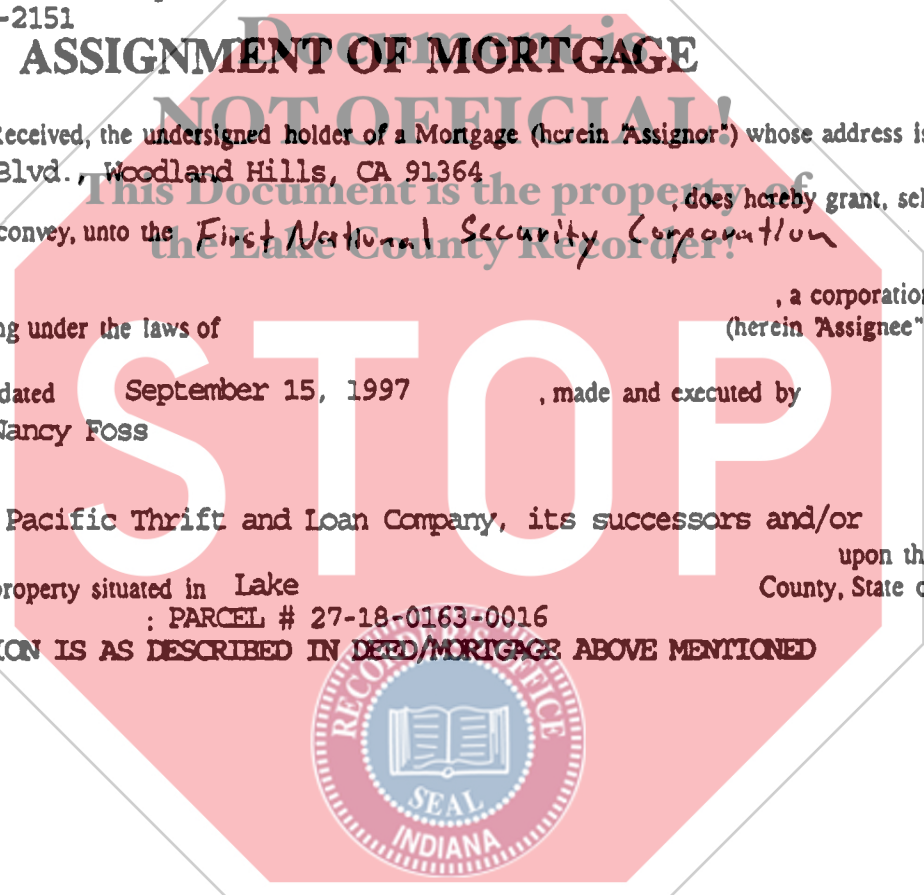 -2151
Document is
ASSIGNMENT OF MORTGAGE
NOT OFFICIAL!
Received, the undersigned holder of a Mortgage (herein "Assignor") whose address is
Blvd., Woodland Hills, CA 91364
This Document is the property of
, does hereby grant, sel
convey, unto the First National Security Corporation
the Lake County Recorder!
, a corporation
ng under the laws of (herein "Assignee"
dated September 15, 1997 , made and executed by
Nancy Foss
STOP
Pacific Thrift and Loan Company, its successors and/or
upon th
property situated in Lake County, State o
: PARCEL # 27-18-0163-0016
ION IS AS DESCRIBED IN DEED/MORTGAGE ABOVE MENTIONED
RECORDER'S OFFICE
SEAL
INDIANA